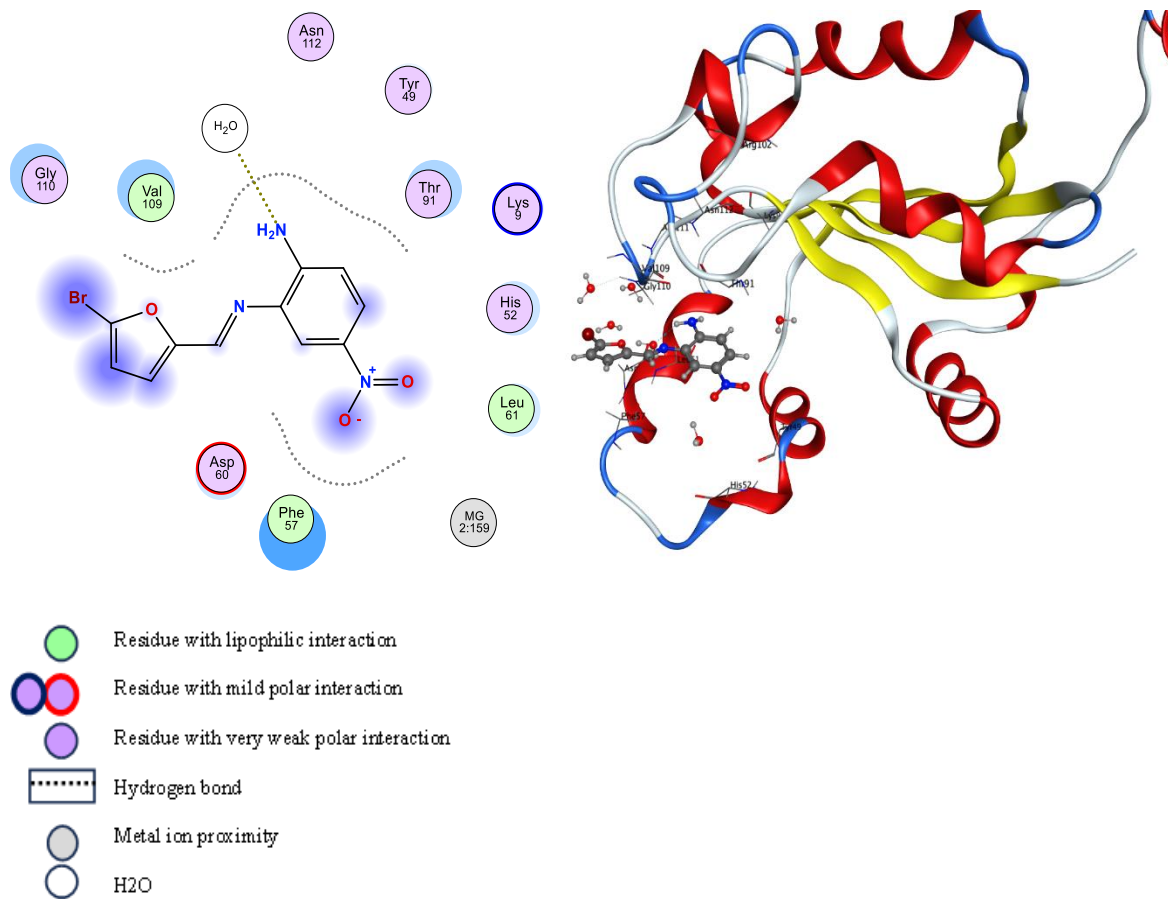 Asn
112
Tyr
49
H2O
Gly
110
Val
109
Thr
91
Lys
9
H2N
Br
O
N
His
52
N+
O
O -
Leu
61
Asp
60
Phe
57
MG
2:159
Arg102
Val109
Gly110
Phe57
His52
Residue with lipophilic interaction
Residue with mild polar interaction
Residue with very weak polar interaction
Hydrogen bond
Metal ion proximity
H2O